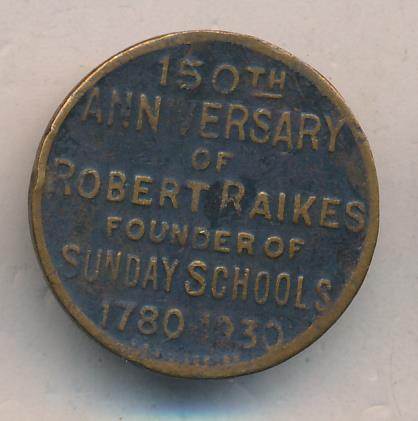 150TH
ANNIVERSARY
OF
ROBERT RAIKES
FOUNDER OF
SUNDAY SCHOOLS
1780 1930